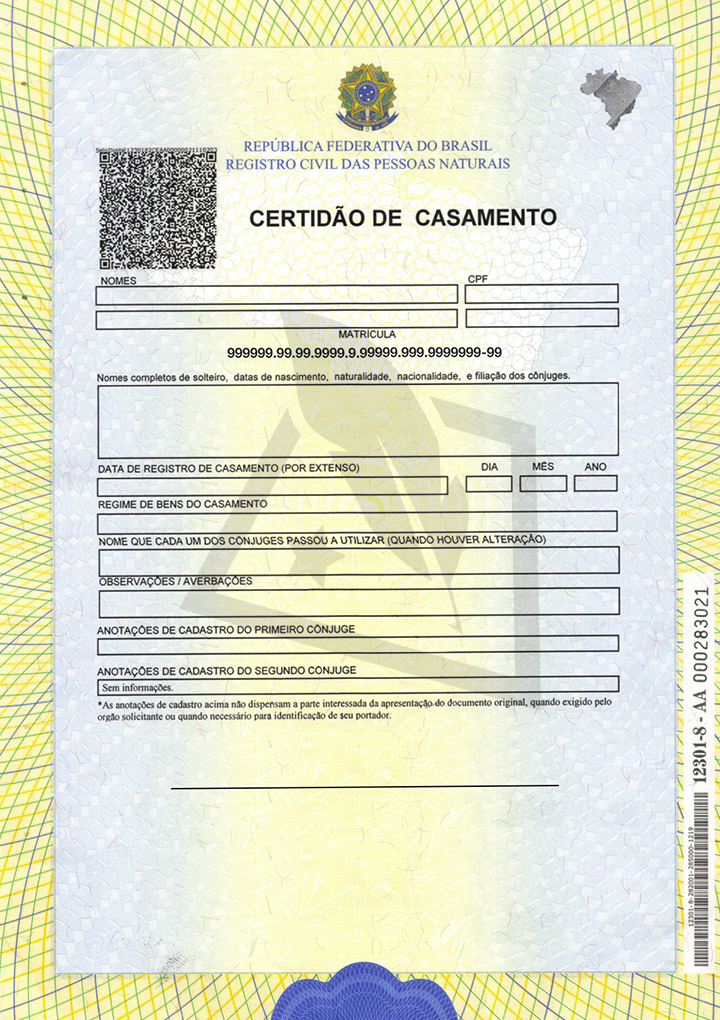 REPÚBLICA FEDERATIVA DO BRASIL
REGISTRO CIVIL DAS PESSOAS NATURAIS
CERTIDÃO DE CASAMENTO
NOMES
CPF
MATRÍCULA
999999.99.99.9999.9.99999.999.9999999-99
Nomes completos de solteiro, datas de nascimento, naturalidade, nacionalidade, e filiação dos cônjuges.
DATA DE REGISTRO DE CASAMENTO (POR EXTENSO)
DIA MÊS ANO
REGIME DE BENS DO CASAMENTO
NOME QUE CADA UM DOS CÔNJUGES PASSOU A UTILIZAR (QUANDO HOUVER ALTERAÇÃO)
OBSERVAÇÕES / AVERBAÇÕES
ANOTAÇÕES DE CADASTRO DO PRIMEIRO CÔNJUGE
ANOTAÇÕES DE CADASTRO DO SEGUNDO CÔNJUGE
Sem informações.
*As anotações de cadastro acima não dispensam a parte interessada da apresentação do documento original, quando exigido pelo
orgão solicitante ou quando necessário para identificação de seu portador.
12301-8 - AA 000283021
12301-8-282001-285000-1219